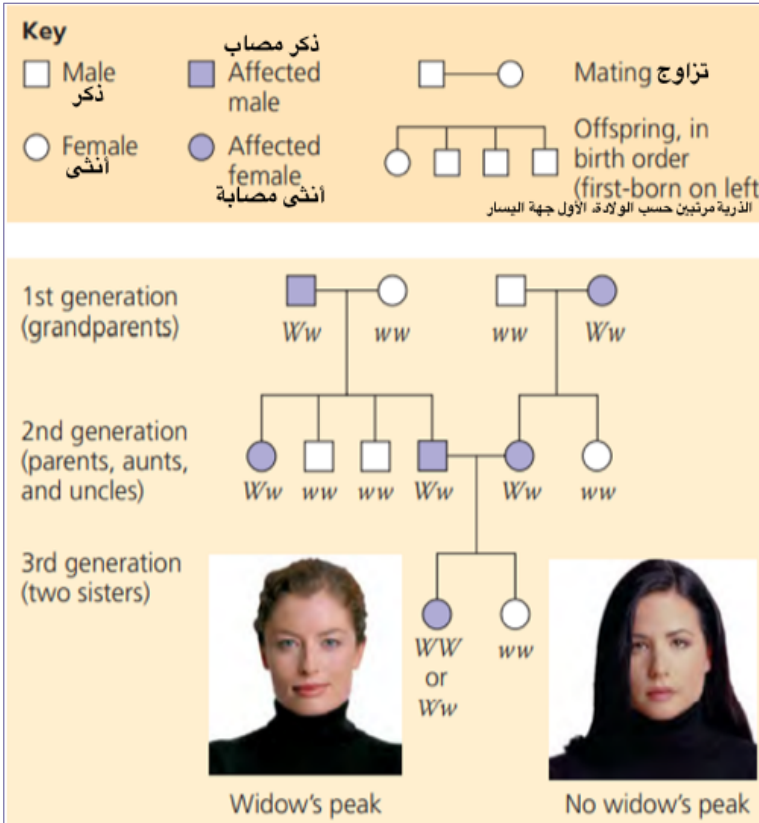 Key
ذكر مصاب
Male
ذكر
Affected
male
Mating تزاوج
Female
أنثى
Affected
female
أنثى مصابة
Offspring, in
birth order
(first-born on left
الذرية مرتبين حسب الولادة، الأول جهة اليسار
1st generation
(grandparents)
Ww ww ww Ww
2nd generation
(parents, aunts,
and uncles)
Ww ww ww Ww Ww ww
3rd generation
(two sisters)
WW
or
Ww
ww
Widow's peak
No widow's peak